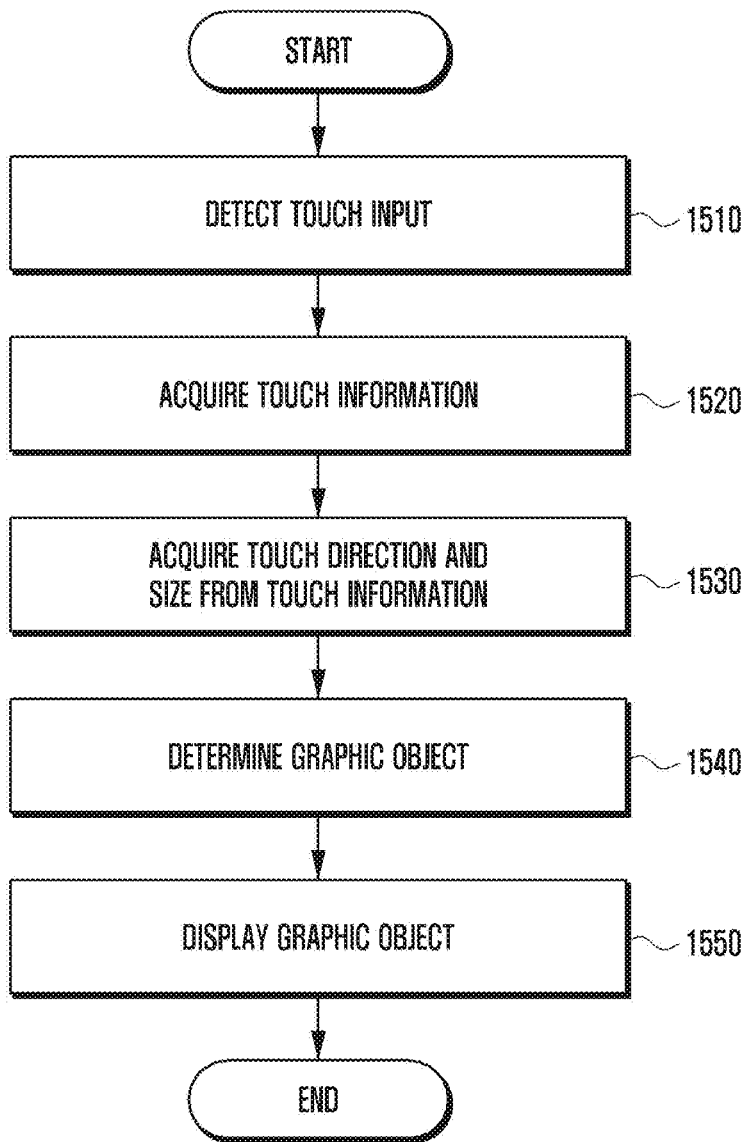 START
DETECT TOUCH INPUT
1510
ACQUIRE TOUCH INFORMATION
1520
ACQUIRE TOUCH DIRECTION AND
SIZE FROM TOUCH INFORMATION
1530
DETERMINE GRAPHIC OBJECT
1540
DISPLAY GRAPHIC OBJECT
1550
END